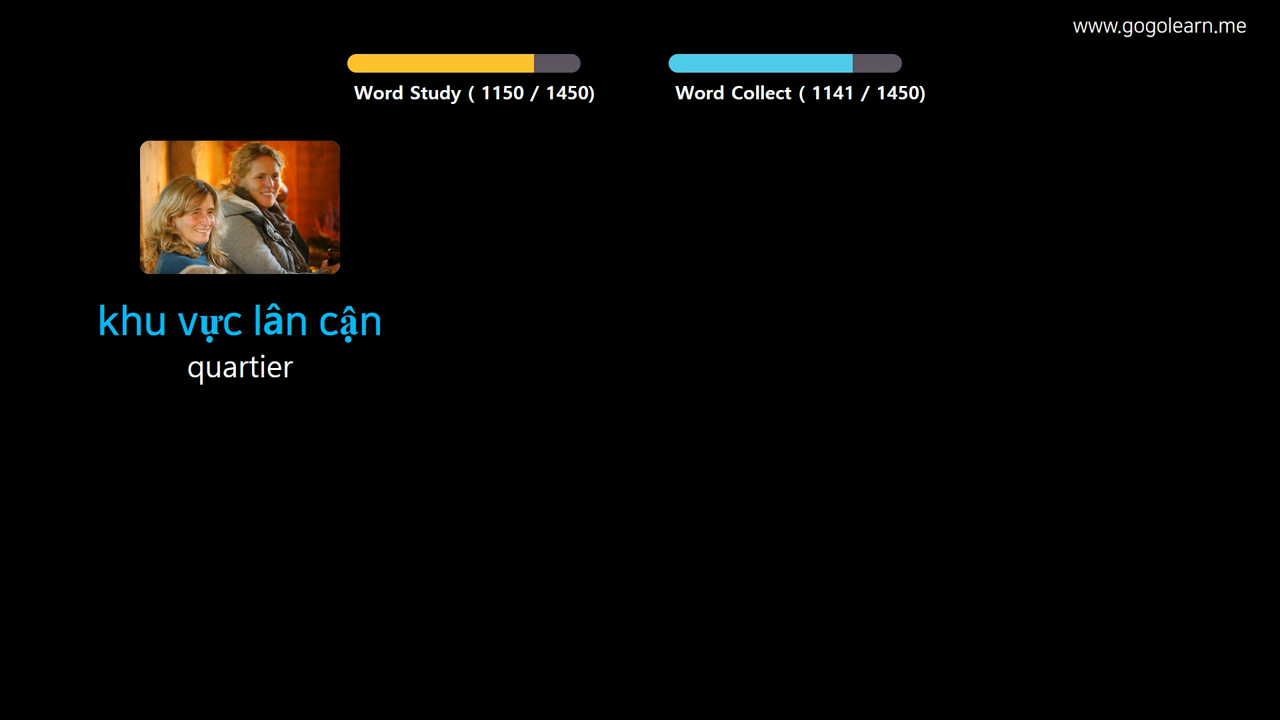 www.gogolearn.me
Word Study ( 1150 / 1450)
Word Collect ( 1141 / 1450)
khu vực lân cận
quartier